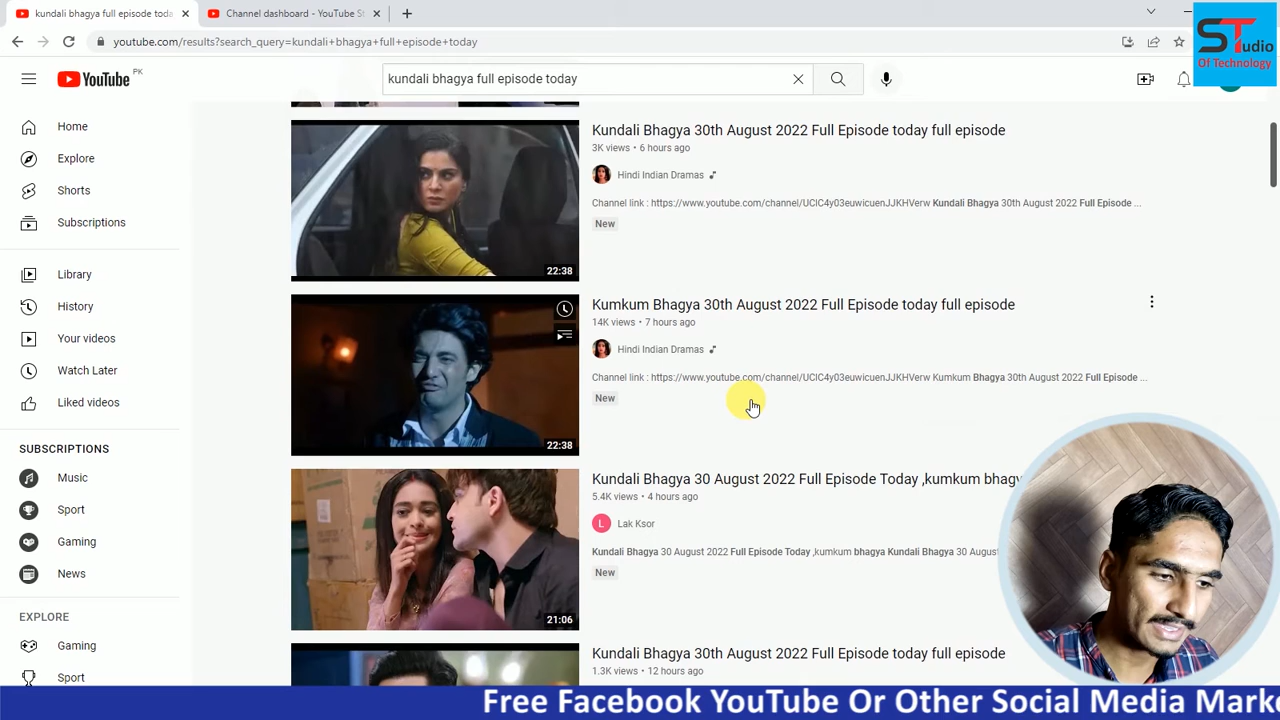 kundali bhagya full episode toda
Channel dashboard - YouTube St
youtube.com/results?search_query=kundali+bhagya+full+episode+today
STudio
Of Technology
YouTube PK
kundali bhagya full episode today
Home
Explore
Shorts
Subscriptions
Library
History
Your videos
Watch Later
Liked videos
SUBSCRIPTIONS
Music
Sport
Gaming
News
EXPLORE
Gaming
Sport
Kundali Bhagya 30th August 2022 Full Episode today full episode
3K views • 6 hours ago
Hindi Indian Dramas
Channel link : https://www.youtube.com/channel/UCIC4y03euwicuenJJKHVerw Kundali Bhagya 30th August 2022 Full Episode ...
New
22:38
Kumkum Bhagya 30th August 2022 Full Episode today full episode
14K views • 7 hours ago
Hindi Indian Dramas
Channel link : https://www.youtube.com/channel/UCIC4y03euwicuenJJKHVerw Kumkum Bhagya 30th August 2022 Full Episode ...
New
22:38
Kundali Bhagya 30 August 2022 Full Episode Today ,kumkum bhagy
5.4K views • 4 hours ago
L Lak Ksor
Kundali Bhagya 30 August 2022 Full Episode Today ,kumkum bhagya Kundali Bhagya 30 Augus
New
21:06
Kundali Bhagya 30th August 2022 Full Episode today full episode
1.3K views • 12 hours ago
Free Facebook YouTube Or Other Social Media Mark